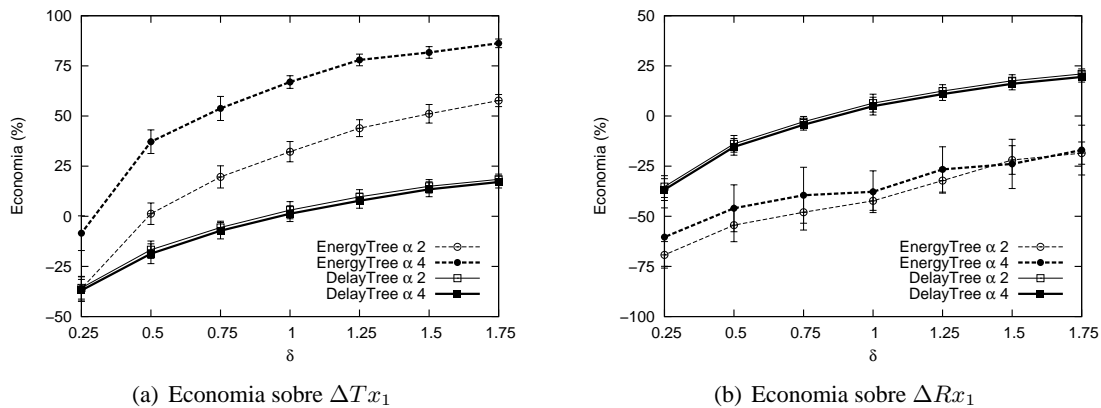 100
75
50
25
0
−25
−50
Economia (%)
0.25 0.5 0.75 1 1.25 1.5 1.75
δ
EnergyTree α 2
EnergyTree α 4
DelayTree α 2
DelayTree α 4
(a) Economia sobre ΔTx₁
50
25
0
−25
−50
−75
−100
Economia (%)
0.25 0.5 0.75 1 1.25 1.5 1.75
δ
EnergyTree α 2
EnergyTree α 4
DelayTree α 2
DelayTree α 4
(b) Economia sobre ΔRx₁